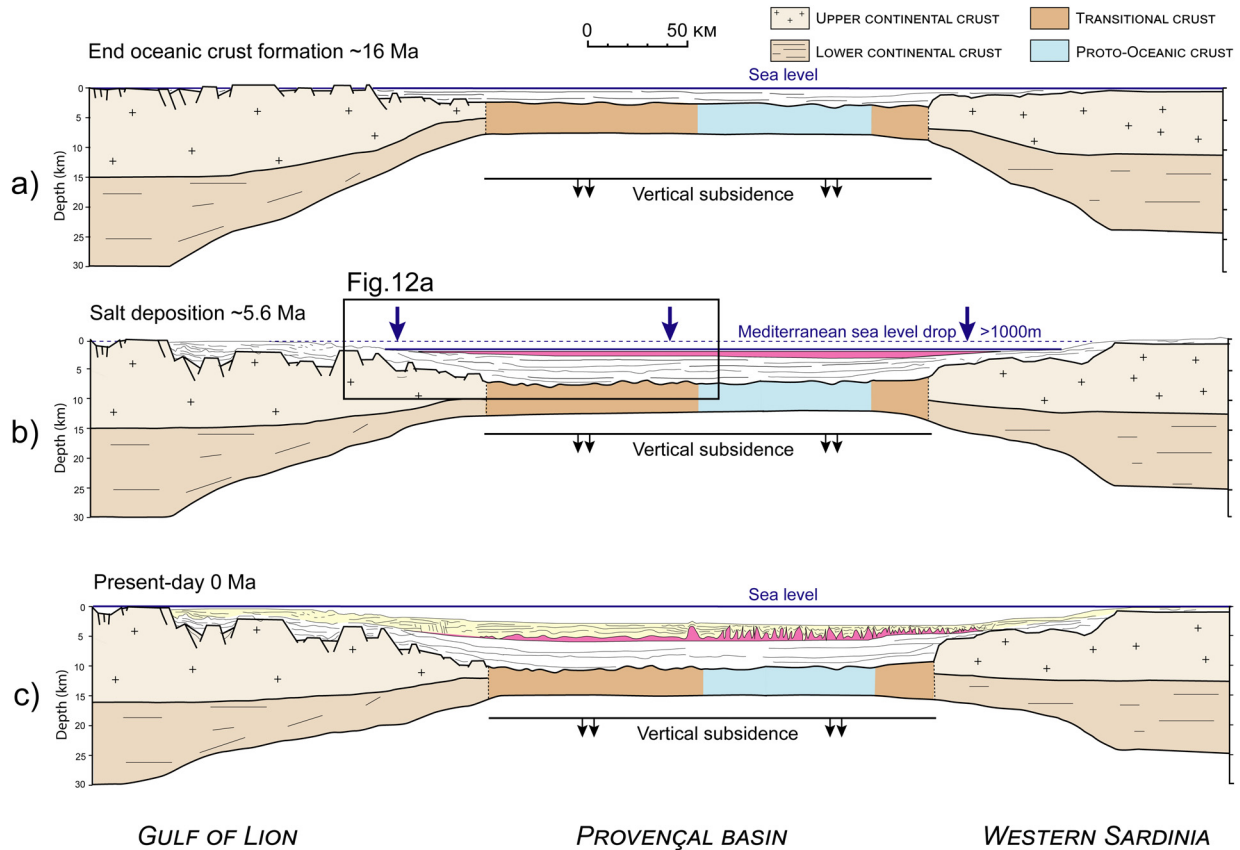 UPPER CONTINENTAL CRUST
TRANSITIONAL CRUST
LOWER CONTINENTAL CRUST
PROTO-OCEANIC CRUST
0 50 KM
End oceanic crust formation ~16 Ma
Sea level
a)
Depth (km)
0
5
10
15
20
25
30
Vertical subsidence
Fig.12a
Salt deposition ~5.6 Ma
Mediterranean sea level drop >1000m
b)
Depth (km)
0
5
10
15
20
25
30
Vertical subsidence
Present-day 0 Ma
Sea level
c)
Depth (km)
0
5
10
15
20
25
30
Vertical subsidence
GULF OF LION PROVENÇAL BASIN WESTERN SARDINIA